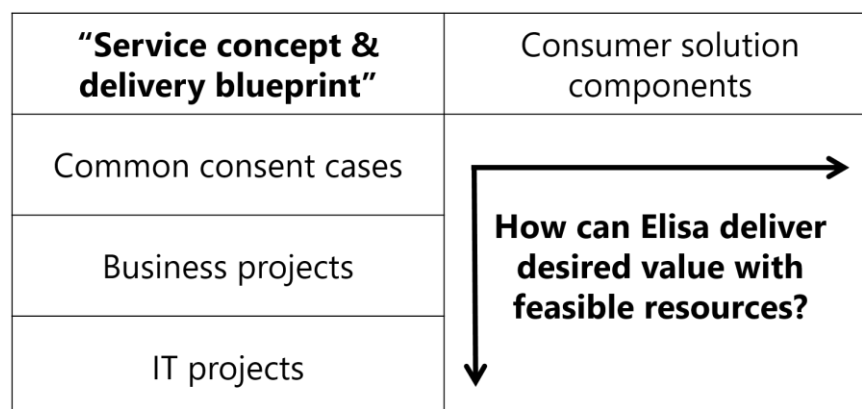 “Service concept &
delivery blueprint”
Consumer solution
components
Common consent cases
Business projects
IT projects
How can Elisa deliver
desired value with
feasible resources?